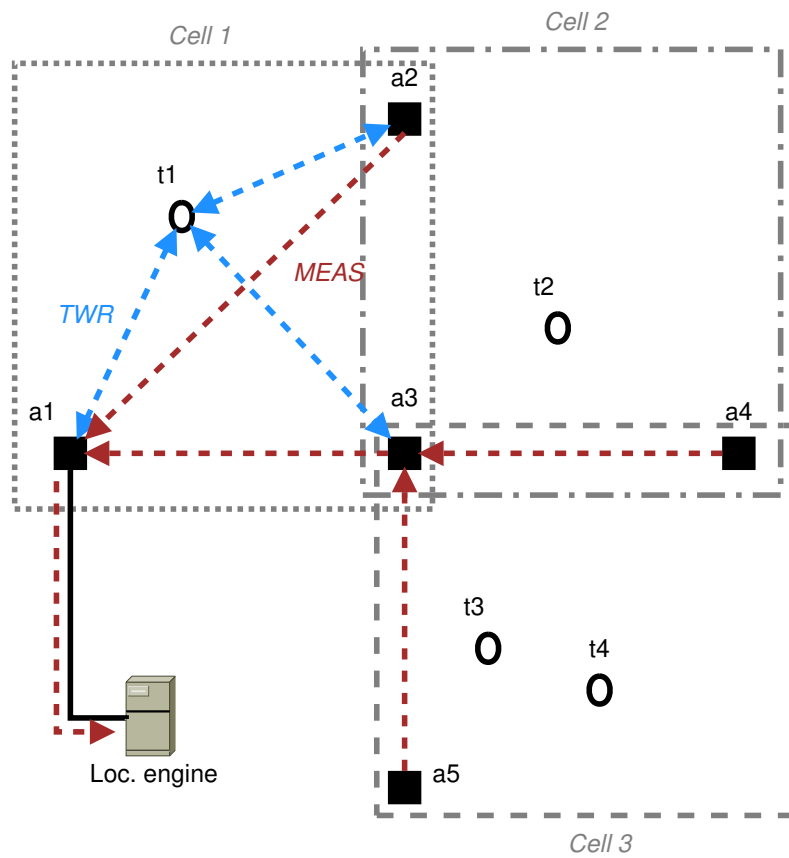 Cell 1
Cell 2
a2
t1
MEAS
t2
TWR
a1
a3
a4
t3
t4
Loc. engine
a5
Cell 3